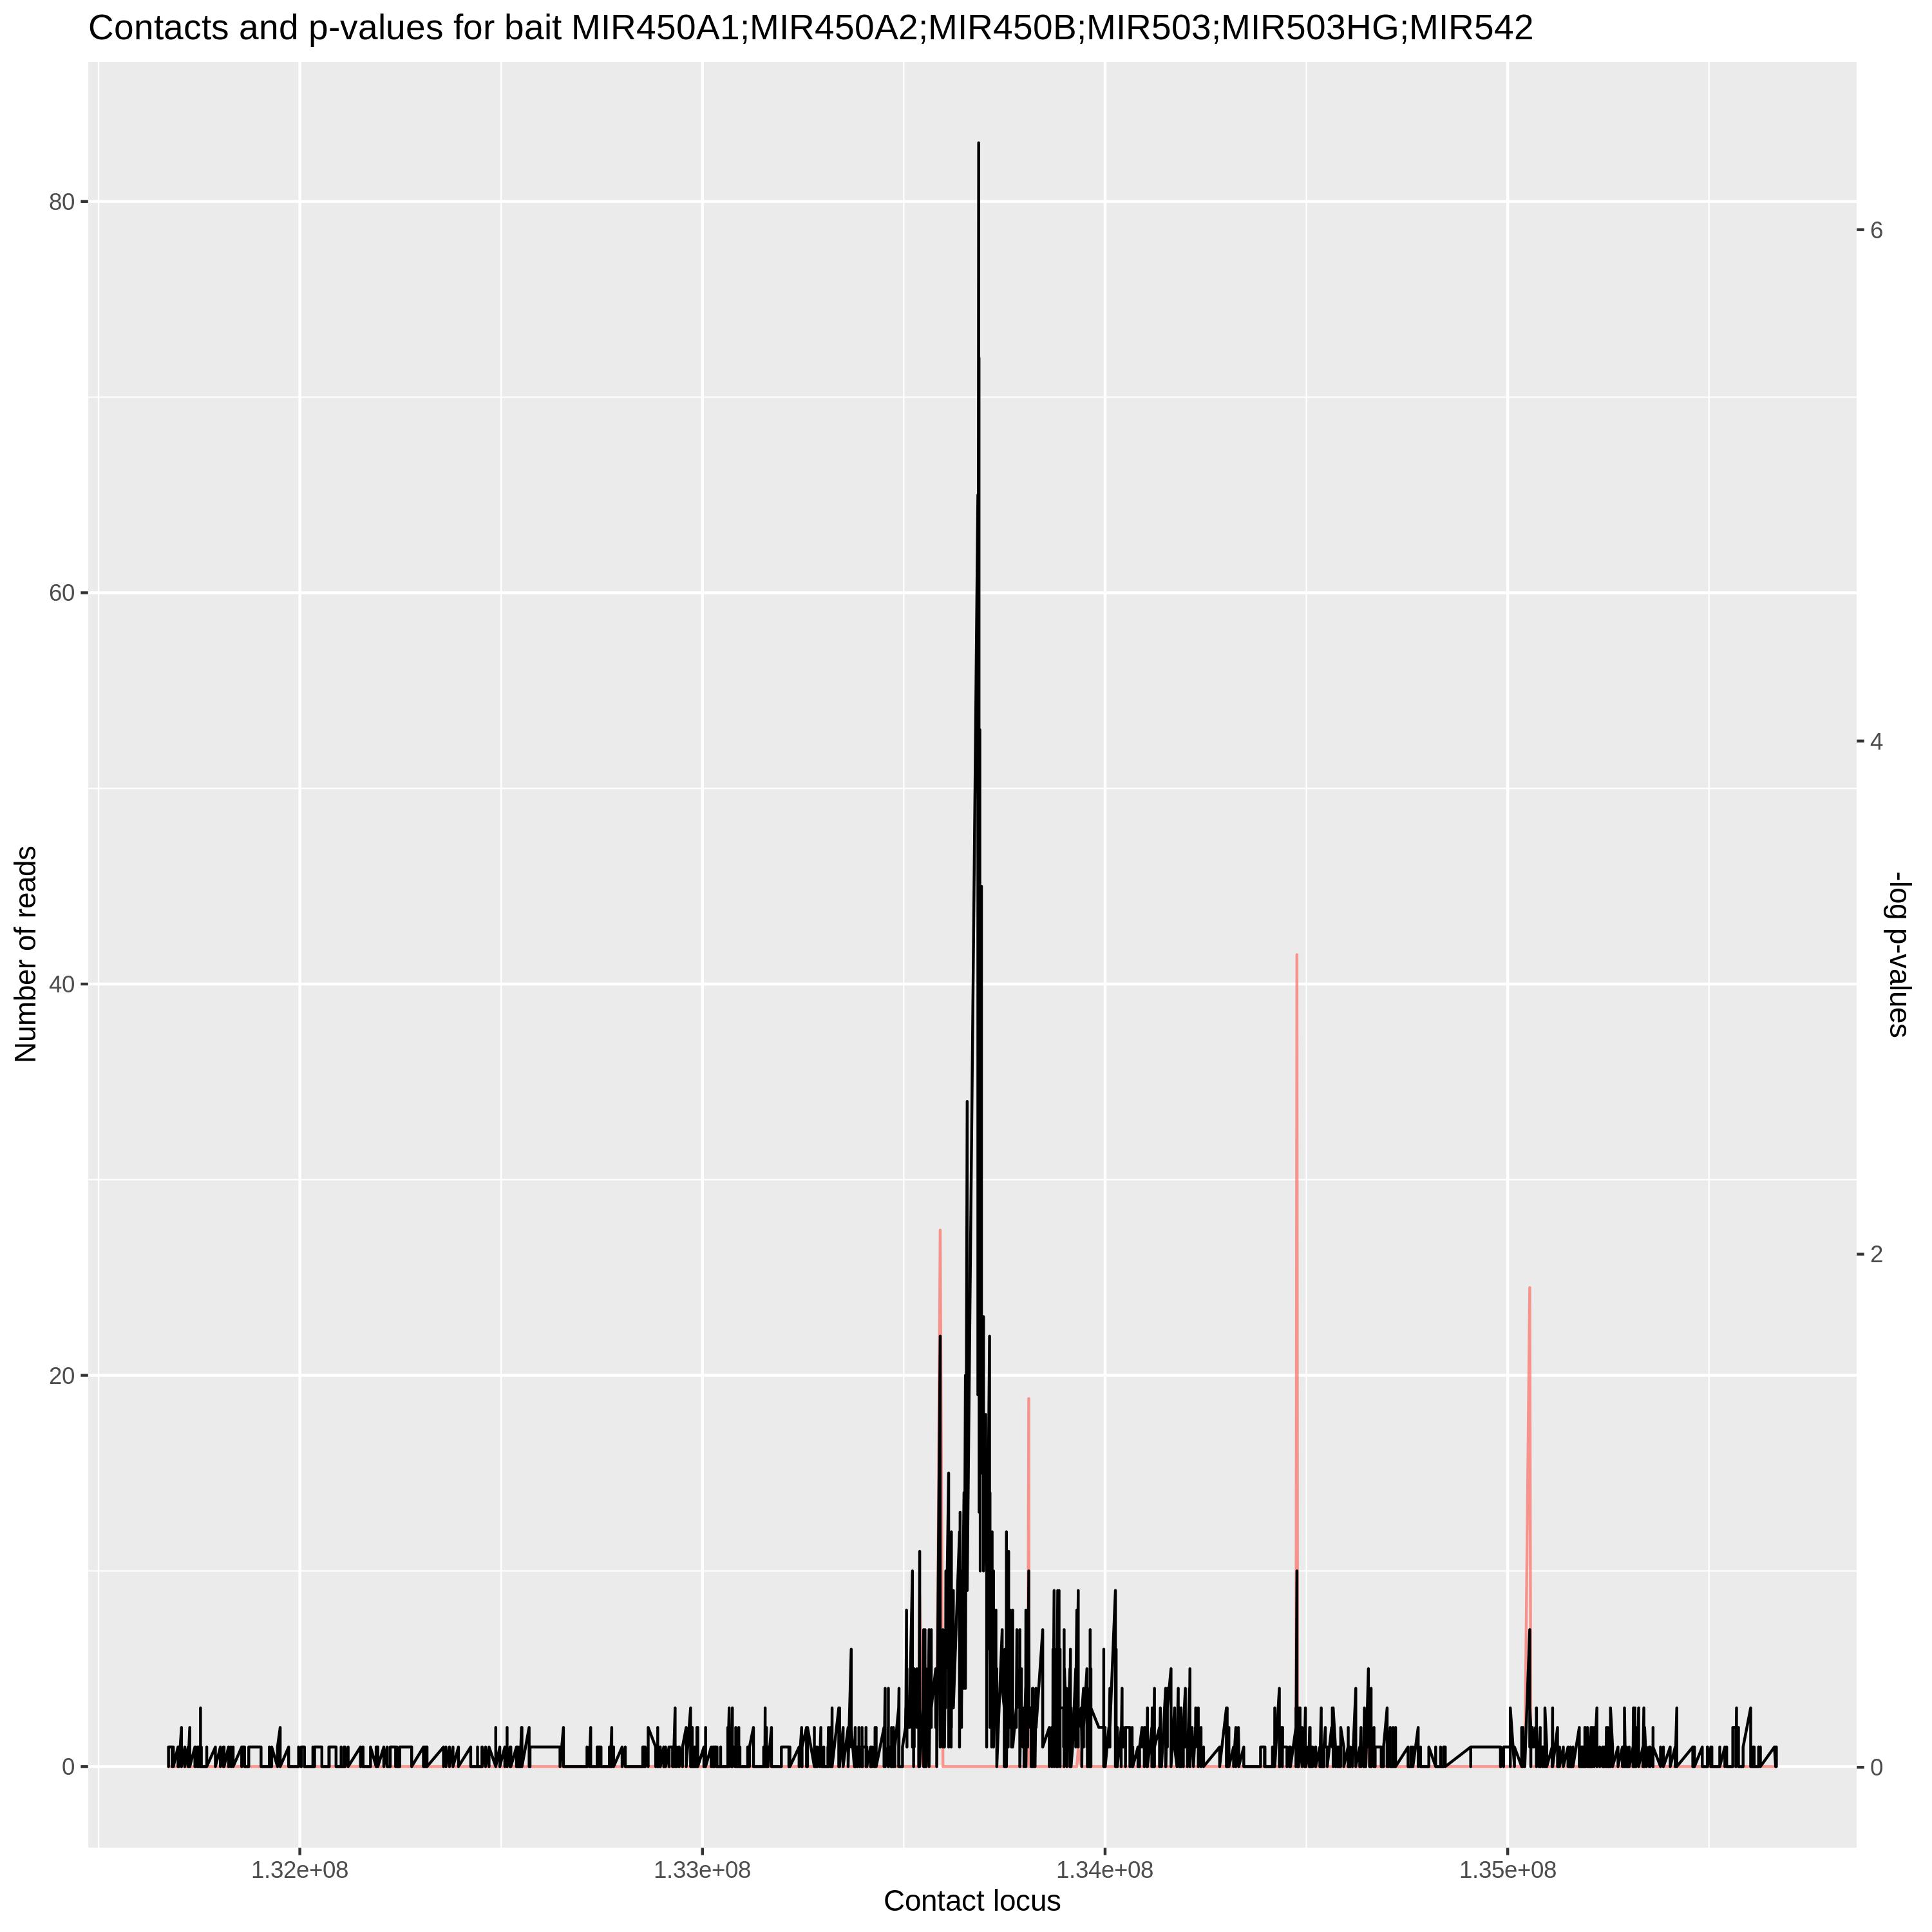 Contacts and p-values for bait MIR450A1;MIR450A2;MIR450B;MIR503;MIR503HG;MIR542
80
60
40
20
0
Number of reads
6
4
2
0
-log p-values
1.32e+08
1.33e+08
1.34e+08
1.35e+08
Contact locus